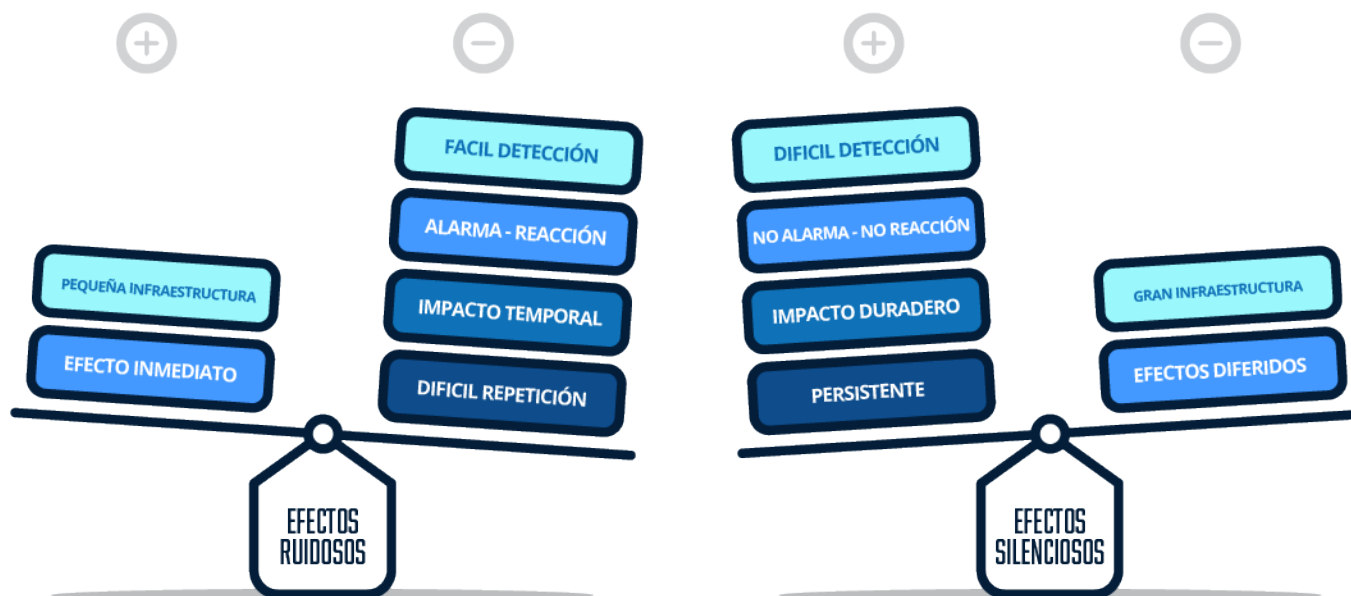 PEQUEÑA INFRAESTRUCTURA
EFECTO INMEDIATO
FACIL DETECCIÓN
ALARMA - REACCIÓN
IMPACTO TEMPORAL
DIFICIL REPETICIÓN
EFECTOS
RUIDOSOS
DIFICIL DETECCIÓN
NO ALARMA - NO REACCIÓN
IMPACTO DURADERO
PERSISTENTE
GRAN INFRAESTRUCTURA
EFECTOS DIFERIDOS
EFECTOS
SILENCIOSOS